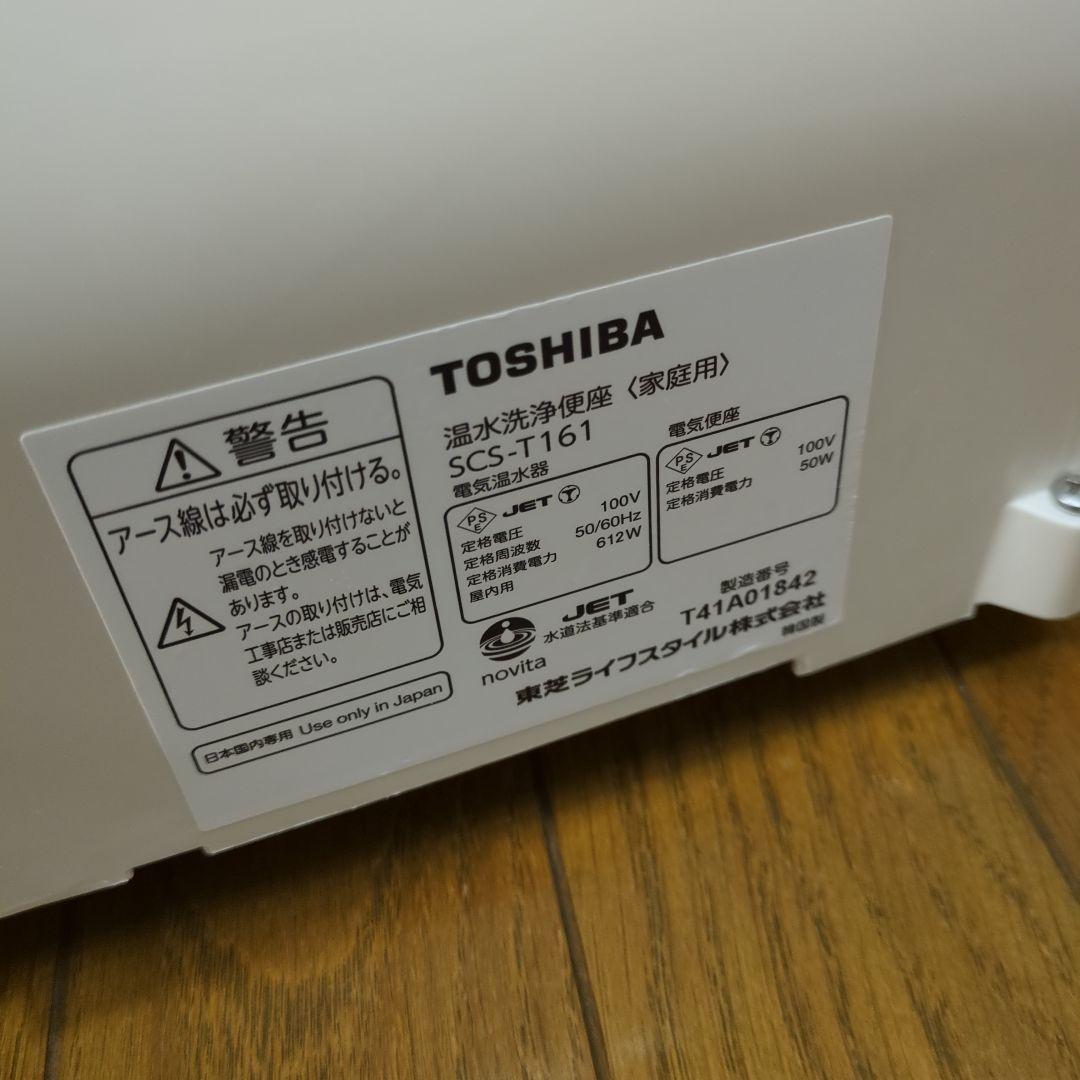 警告
アース線は必ず取り付ける。
アース線を取り付けないと
漏電のとき感電することが
あります。
アースの取り付けは、電気
工事店または販売店にご相
談ください。
日本国内専用 Use only in Japan
TOSHIBA
温水洗浄便座〈家庭用〉
SCS-T161
電気温水器
PSE JET
定格電圧 100V
定格周波数 50/60Hz
定格消費電力 612W
屋内用
電気便座
PSE JET
定格電圧 100V
定格消費電力 50W
novita
JET
水道法基準適合
製造番号
T41A01842
東芝ライフスタイル株式会社
韓国製